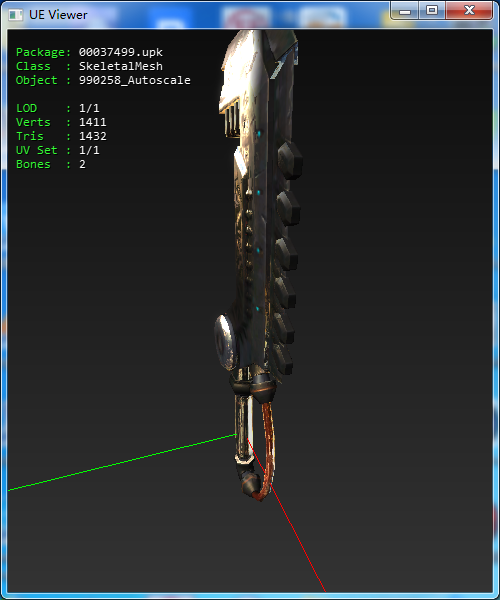 UE Viewer
Package: 00037499.upk
Class : SkeletalMesh
Object : 990258_Autoscale
LOD : 1/1
Verts : 1411
Tris : 1432
UV Set : 1/1
Bones : 2